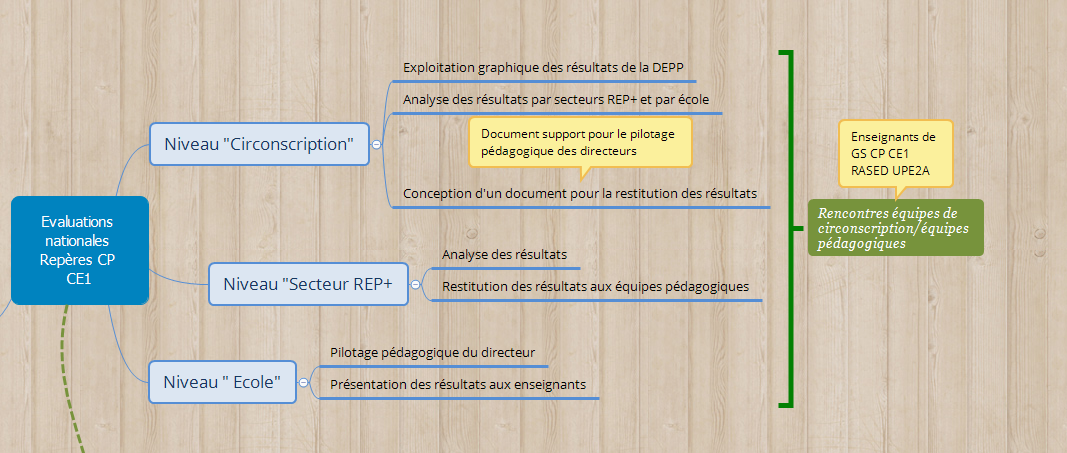 Evaluations
nationales
Repères CP
CE1
Niveau "Circonscription"
Exploitation graphique des résultats de la DEPP
Analyse des résultats par secteurs REP+ et par école
Document support pour le pilotage
pédagogique des directeurs
Conception d'un document pour la restitution des résultats
Niveau "Secteur REP+
Analyse des résultats
Restitution des résultats aux équipes pédagogiques
Niveau " Ecole"
Pilotage pédagogique du directeur
Présentation des résultats aux enseignants
Enseignants de
GS CP CE1
RASED UPE2A
Rencontres équipes de
circonscription/équipes
pédagogiques